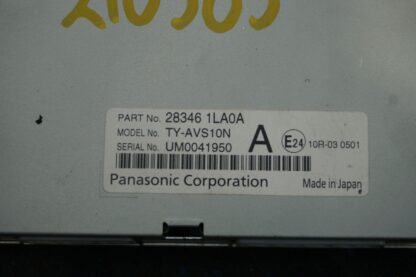 210305
PART No. 28346 1LA0A
MODEL No. TY-AVS10N
SERIAL No. UM0041950
A
E24
10R-03 0501
Panasonic Corporation
Made in Japan